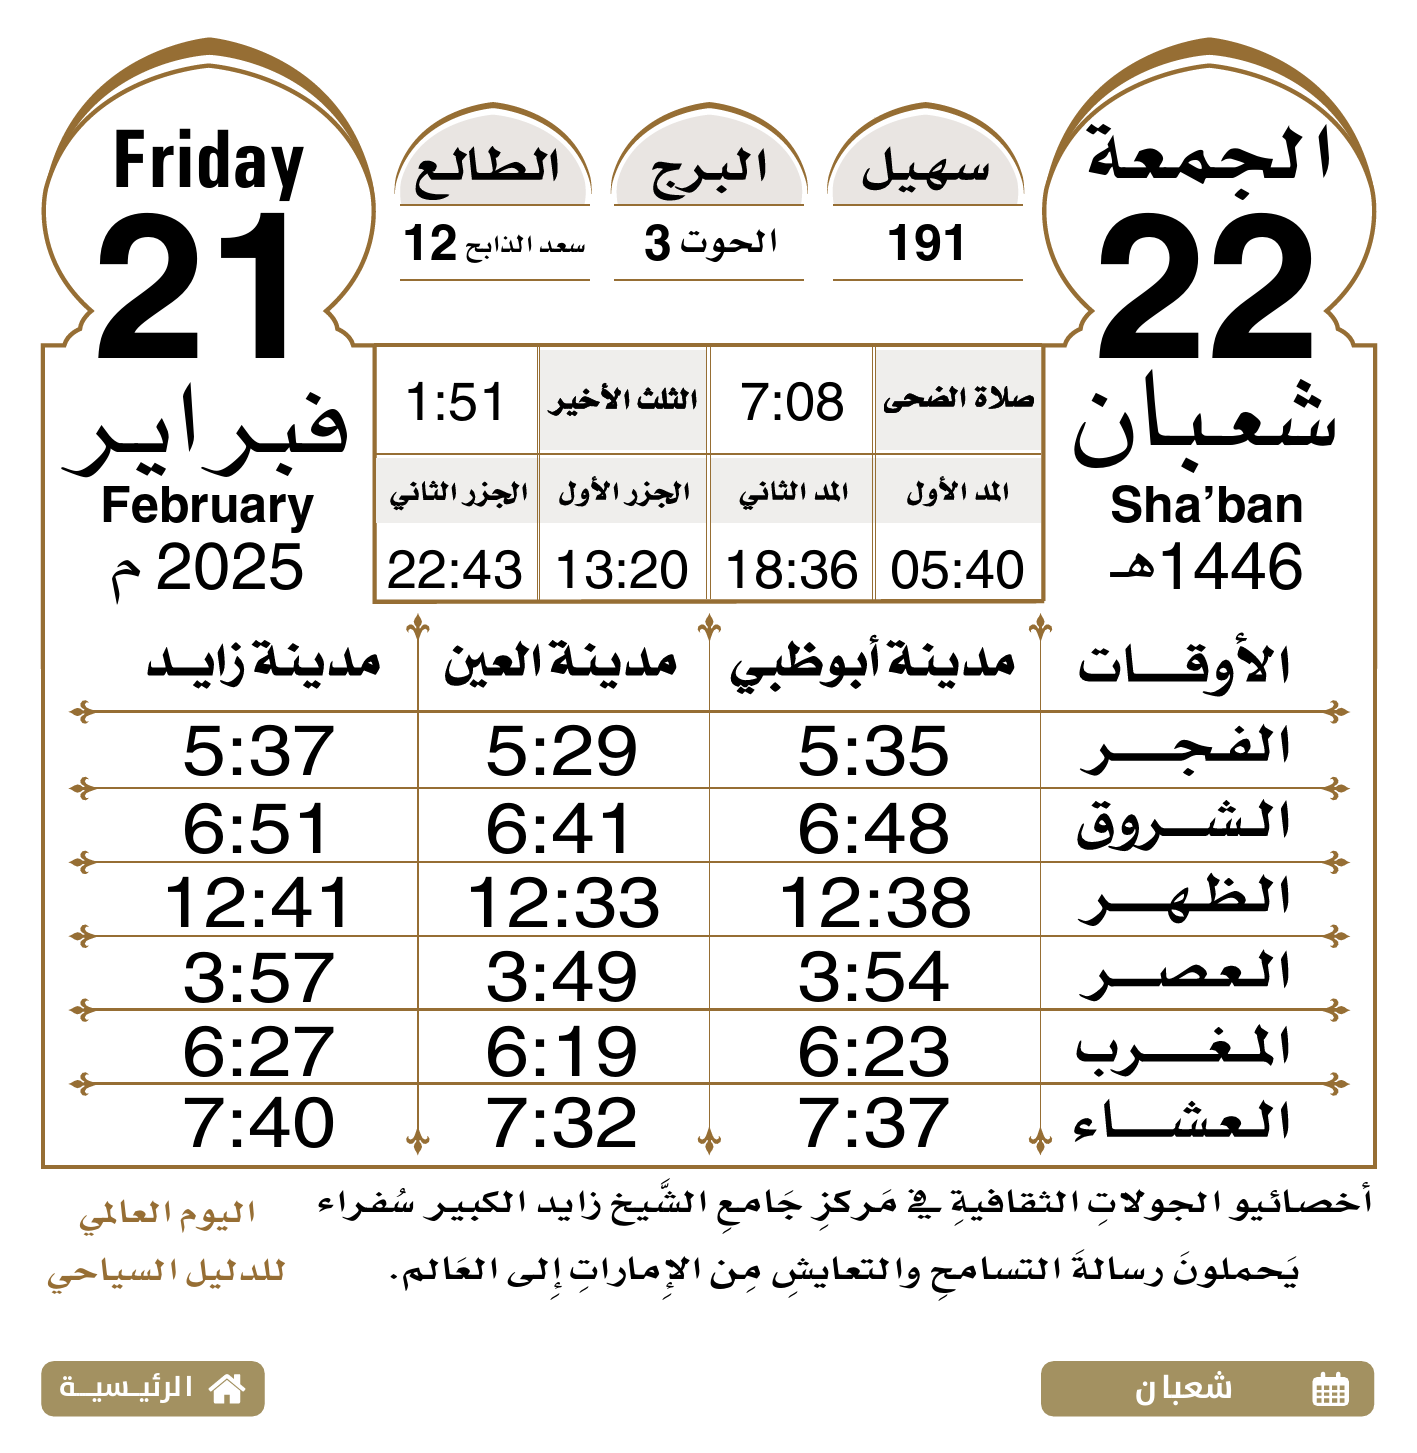 الجمعة
22
شعبان
Sha’ban
1446هـ
سهيل
191
البرج
الحوت 3
الطالع
سعد الذابح 12
Friday
21
فبراير
February
2025 م
صلاة الضحى 7:08 الثلث الأخير 1:51
المد الأول المد الثاني الجزر الأول الجزر الثاني
05:40 18:36 13:20 22:43
الأوقات مدينة أبوظبي مدينة العين مدينة زايد
الفجر 5:35 5:29 5:37
الشروق 6:48 6:41 6:51
الظهر 12:38 12:33 12:41
العصر 3:54 3:49 3:57
المغرب 6:23 6:19 6:27
العشاء 7:37 7:32 7:40
أخصائيو الجولاتِ الثقافيةِ في مَركزِ جَامعِ الشَّيخ زايد الكبير سُفراء
يَحملونَ رسالةَ التسامحِ والتعايشِ مِن الإِماراتِ إِلى العَالم.
اليوم العالمي
للدليل السياحي
شعبان
الرئيسية